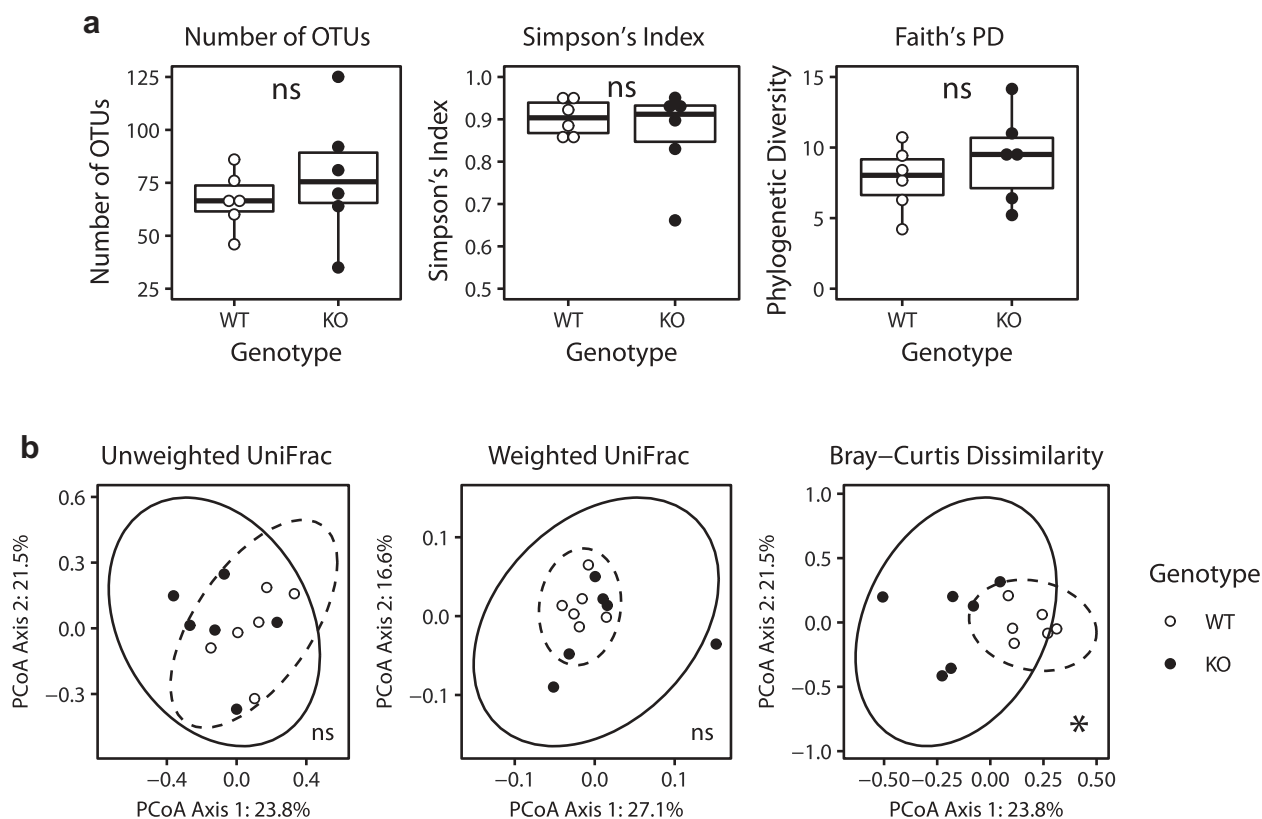 a
Number of OTUs
Simpson's Index
Faith's PD
Number of OTUs
125
100
75
50
25
ns
WT
KO
Genotype
Simpson's Index
1.0
0.9
0.8
0.7
0.6
0.5
ns
WT
KO
Genotype
Phylogenetic Diversity
15
10
5
0
ns
WT
KO
Genotype
b
Unweighted UniFrac
Weighted UniFrac
Bray−Curtis Dissimilarity
PCoA Axis 2: 21.5%
0.6
0.3
0.0
−0.3
ns
−0.4
0.0
0.4
PCoA Axis 1: 23.8%
PCoA Axis 2: 16.6%
0.1
0.0
−0.1
ns
−0.1
0.0
0.1
PCoA Axis 1: 27.1%
PCoA Axis 2: 21.5%
1.0
0.5
0.0
−0.5
−1.0
*
−0.50
−0.25
0.00
0.25
0.50
PCoA Axis 1: 23.8%
Genotype
WT
KO